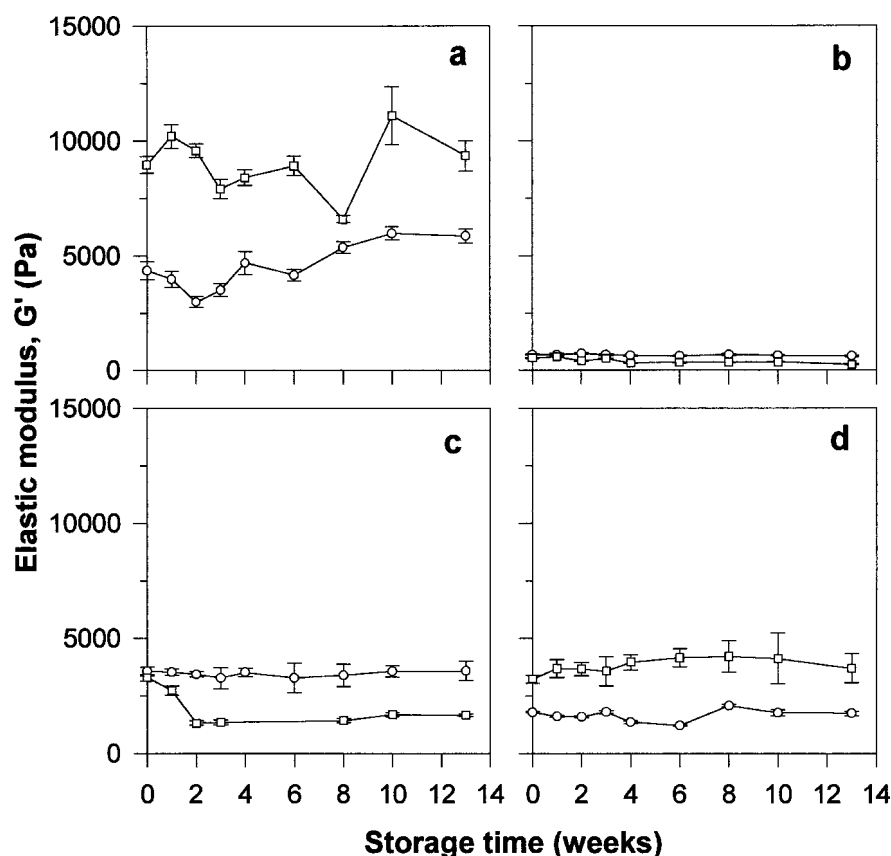 15000
a
b
10000
5000
0
15000
c
d
10000
5000
0
0 2 4 6 8 10 12 14 0 2 4 6 8 10 12 14
Storage time (weeks)
Elastic modulus, G' (Pa)